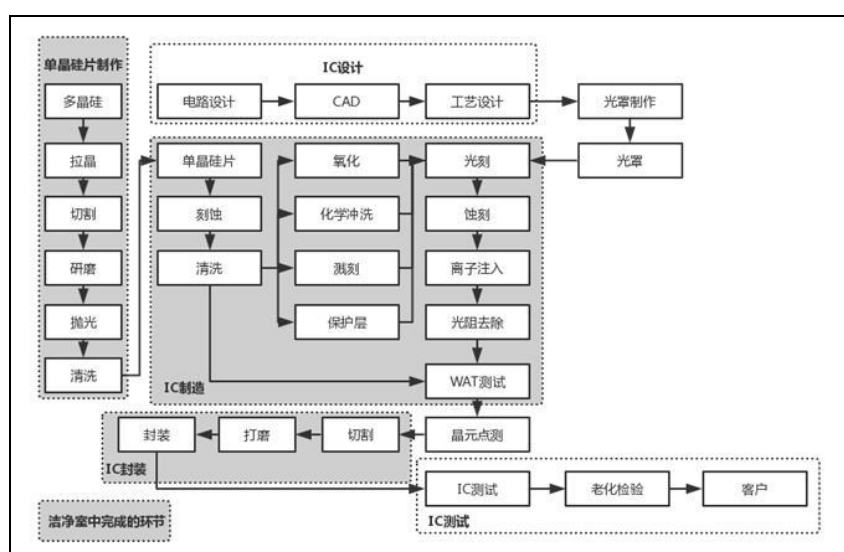 单晶硅片制作
多晶硅
拉晶
切割
研磨
抛光
清洗
IC设计
电路设计
CAD
工艺设计
光罩制作
光罩
单晶硅片
刻蚀
清洗
氧化
化学冲洗
溅刻
保护层
光刻
蚀刻
离子注入
光阻去除
WAT测试
IC制造
晶元点测
切割
打磨
封装
IC封装
IC测试
老化检验
客户
IC测试
洁净室中完成的环节